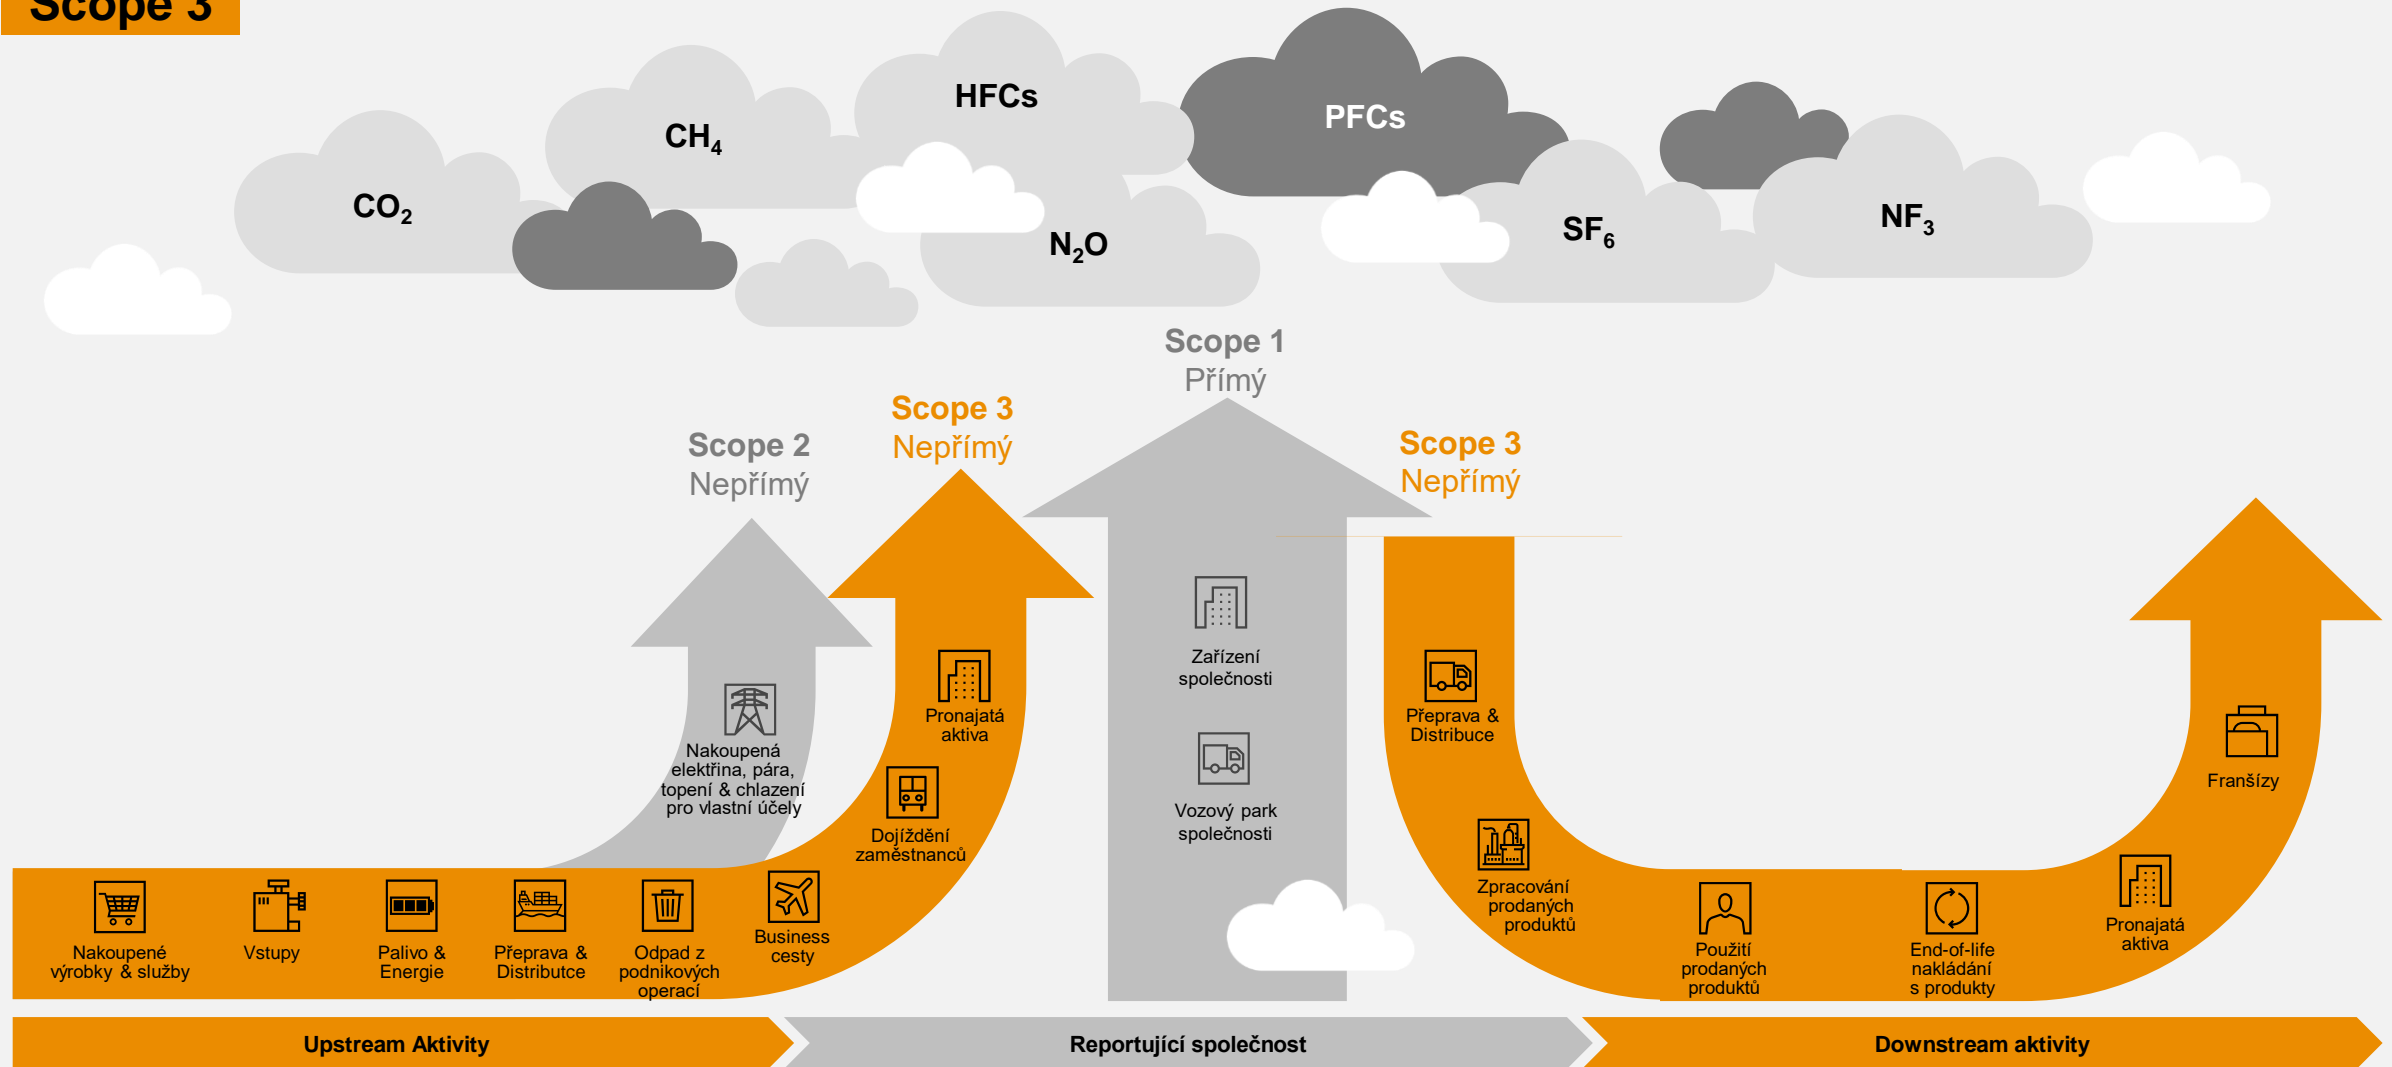 Scope 3
HFCs
PFCs
CH₄
CO₂
NF₃
SF₆
N₂O
Scope 1
Přímý
Scope 3
Nepřímý
Scope 2
Nepřímý
Scope 3
Nepřímý
Zařízení
společnosti
Vozový park
společnosti
Nakoupená
elektřina, pára,
topení & chlazení
pro vlastní účely
Pronajatá
aktiva
Dojíždění
zaměstnanců
Business
cesty
Nakoupené
výrobky & služby
Vstupy
Palivo &
Energie
Přeprava &
Distributce
Odpad z
podnikových
operací
Přeprava &
Distribuce
Zpracování
prodaných
produktů
Použití
prodaných
produktů
End-of-life
nakládání
s produkty
Pronajatá
aktiva
Franšízy
Upstream Aktivity
Reportující společnost
Downstream aktivity